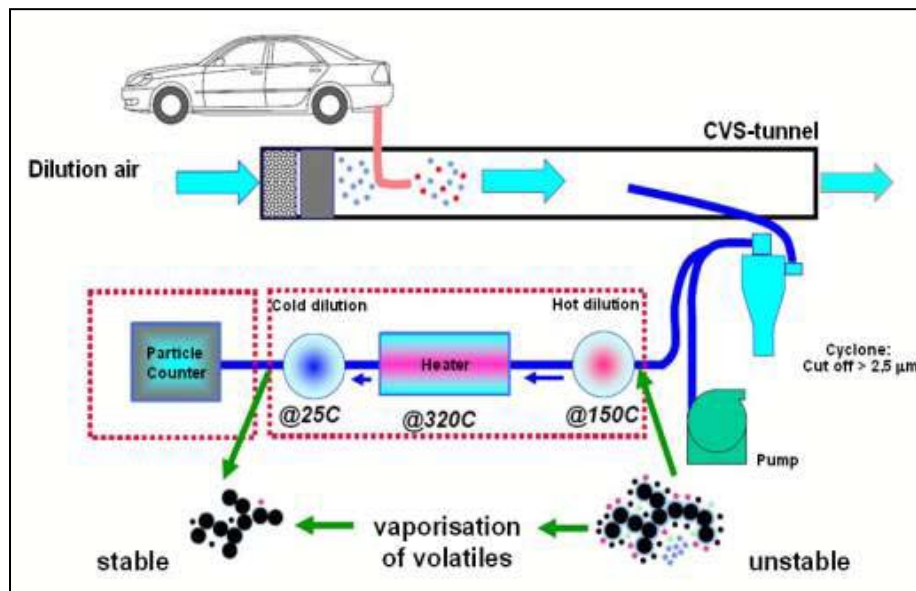 CVS-tunnel
Dilution air
Cold dilution
Hot dilution
Particle
Counter
Heater
@25C
@320C
@150C
Cyclone:
Cut off > 2,5 µm
Pump
stable
vaporisation
of volatiles
unstable